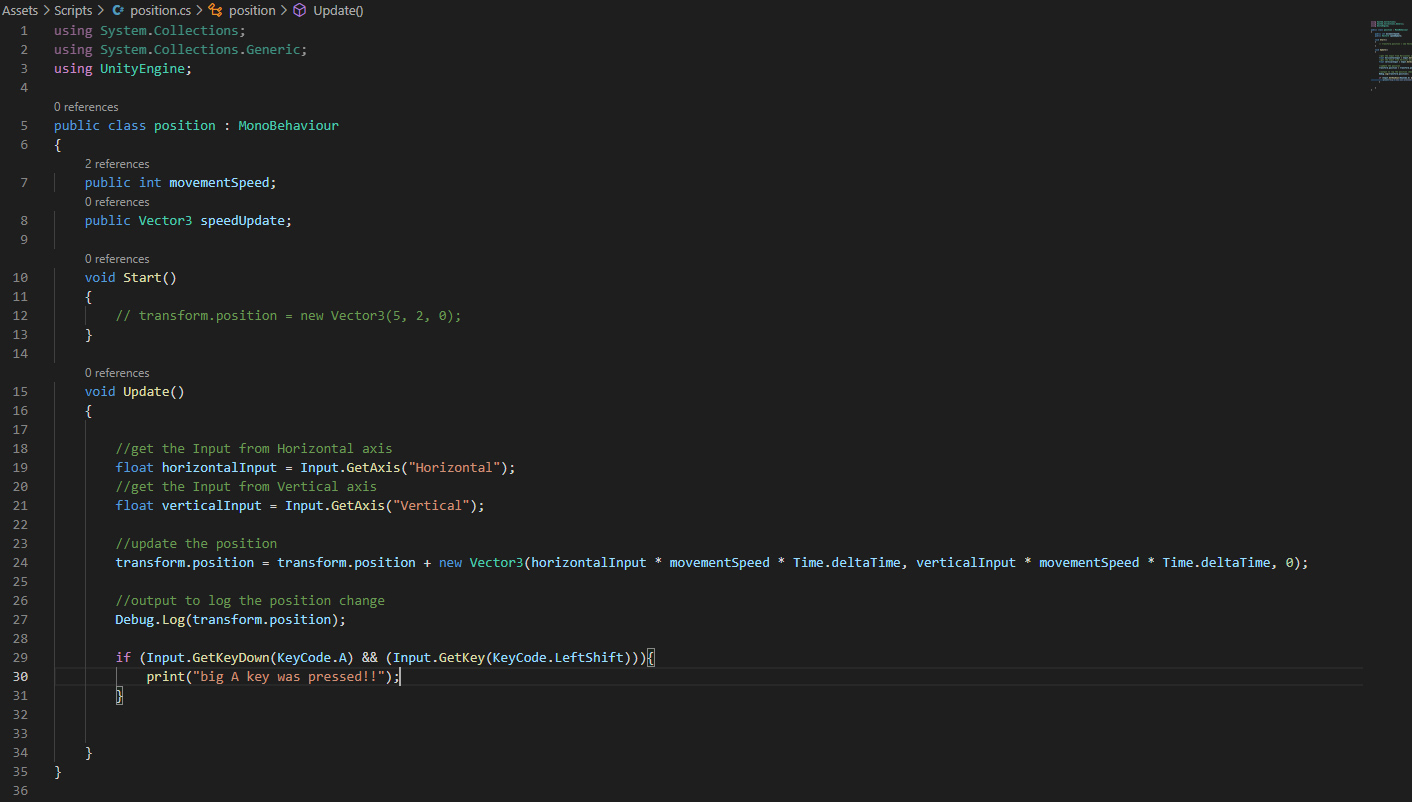 Assets > Scripts > position.cs > position > Update()
1 using System.Collections;
2 using System.Collections.Generic;
3 using UnityEngine;
4
0 references
5 public class position : MonoBehaviour
6 {
2 references
7 public int movementSpeed;
0 references
8 public Vector3 speedUpdate;
9
0 references
10 void Start()
11 {
12 // transform.position = new Vector3(5, 2, 0);
13 }
14
0 references
15 void Update()
16 {
17
18 //get the Input from Horizontal axis
19 float horizontalInput = Input.GetAxis("Horizontal");
20 //get the Input from Vertical axis
21 float verticalInput = Input.GetAxis("Vertical");
22
23 //update the position
24 transform.position = transform.position + new Vector3(horizontalInput * movementSpeed * Time.deltaTime, verticalInput * movementSpeed * Time.deltaTime, 0);
25
26 //output to log the position change
27 Debug.Log(transform.position);
28
29 if (Input.GetKeyDown(KeyCode.A) && (Input.GetKey(KeyCode.LeftShift))){
30 print("big A key was pressed!!");
31 }
32
33
34 }
35 }
36